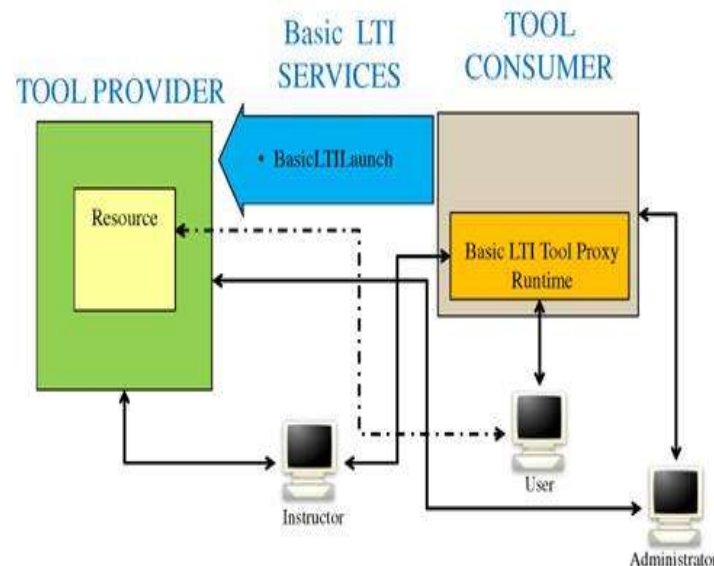 Basic LTI
SERVICES
TOOL
CONSUMER
TOOL PROVIDER
• BasicLTILaunch
Resource
Basic LTI Tool Proxy
Runtime
Instructor
User
Administrator